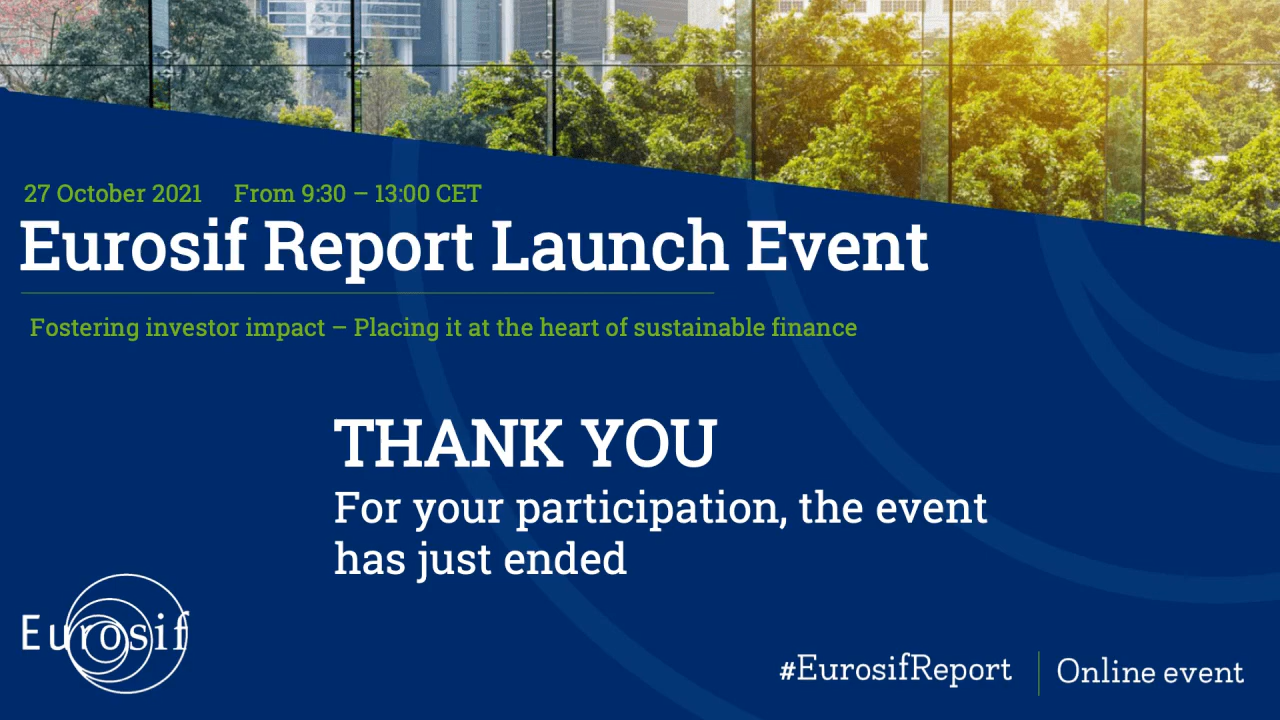 27 October 2021 From 9:30 – 13:00 CET
Eurosif Report Launch Event
Fostering investor impact – Placing it at the heart of sustainable finance
THANK YOU
For your participation, the event
has just ended
Eurosif
#EurosifReport
Online event